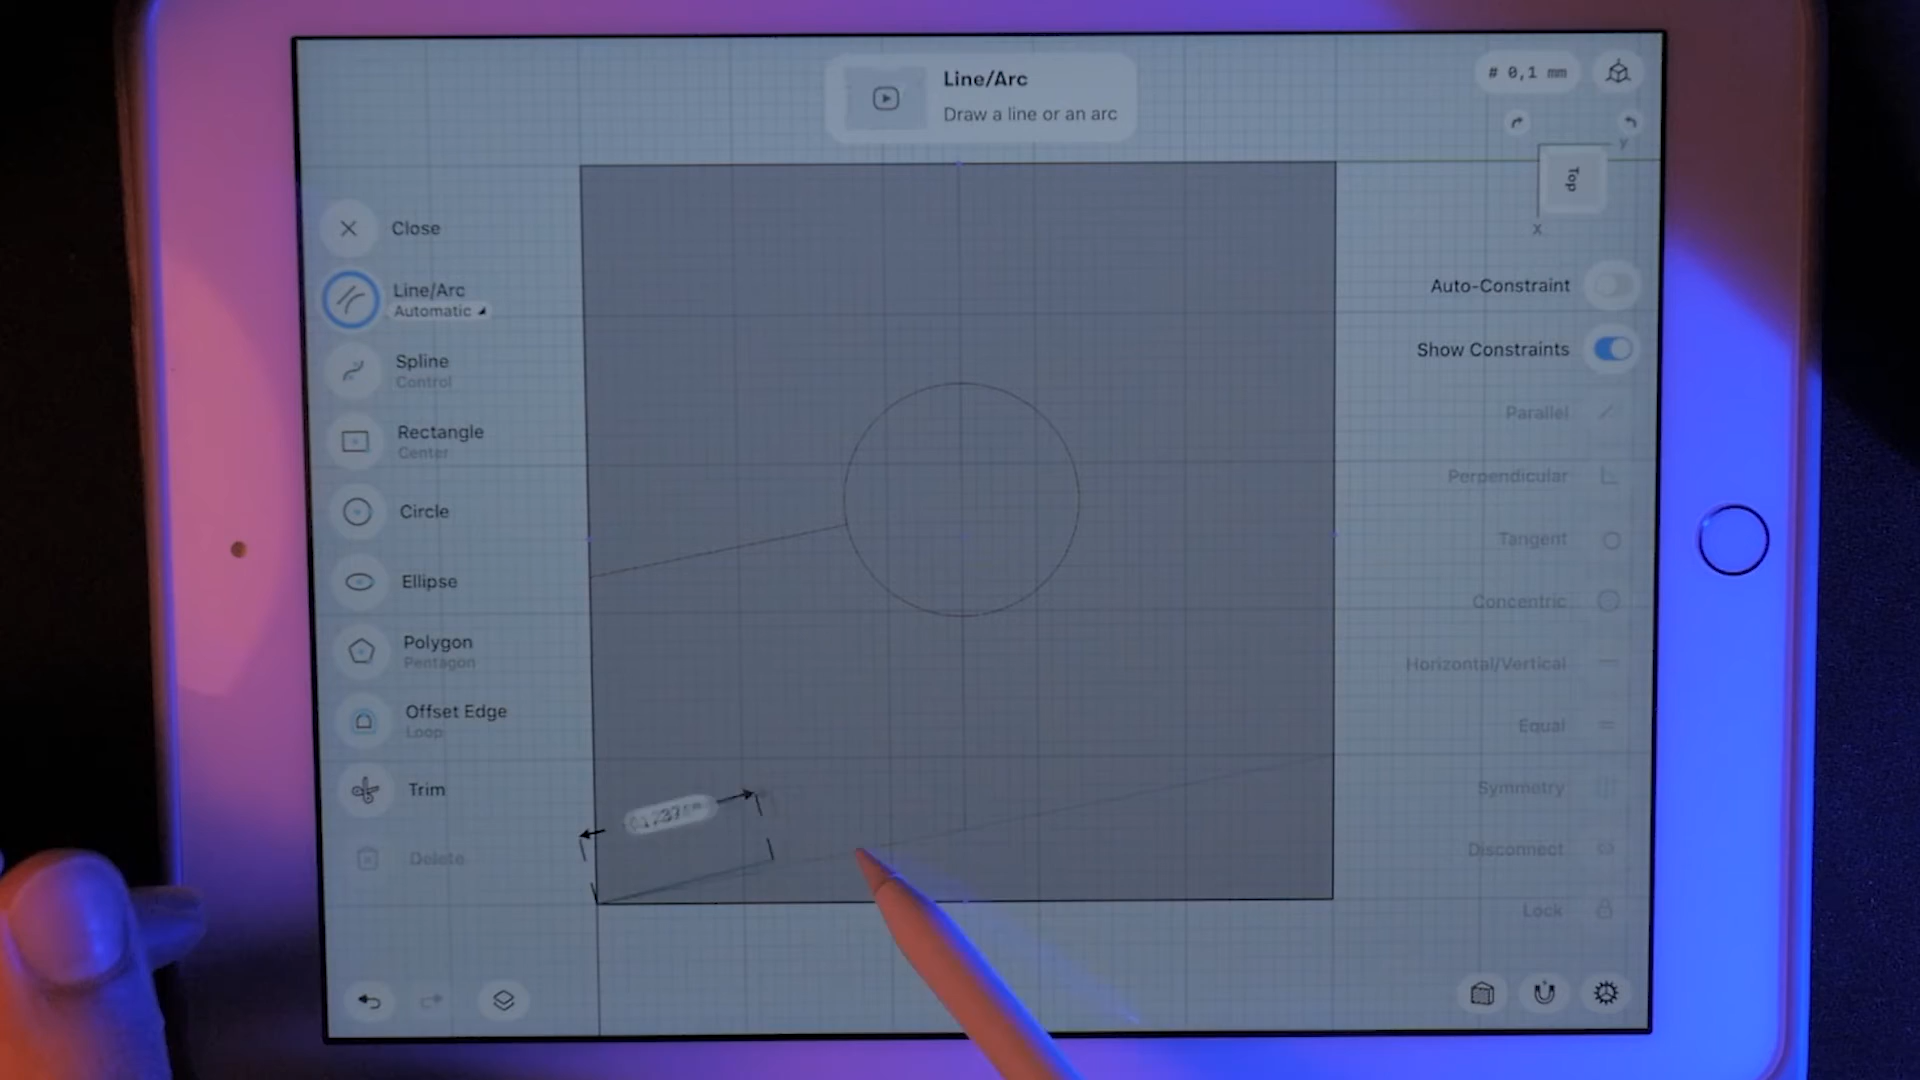 Line/Arc
Draw a line or an arc
# 0,1 mm
Y
Top
X
Close
Line/Arc
Automatic
Spline
Control
Rectangle
Center
Circle
Ellipse
Polygon
Pentagon
Offset Edge
Loop
Trim
Delete
Auto-Constraint
Show Constraints
Parallel
Perpendicular
Tangent
Concentric
Horizontal/Vertical
Equal
Symmetry
Disconnect
Lock